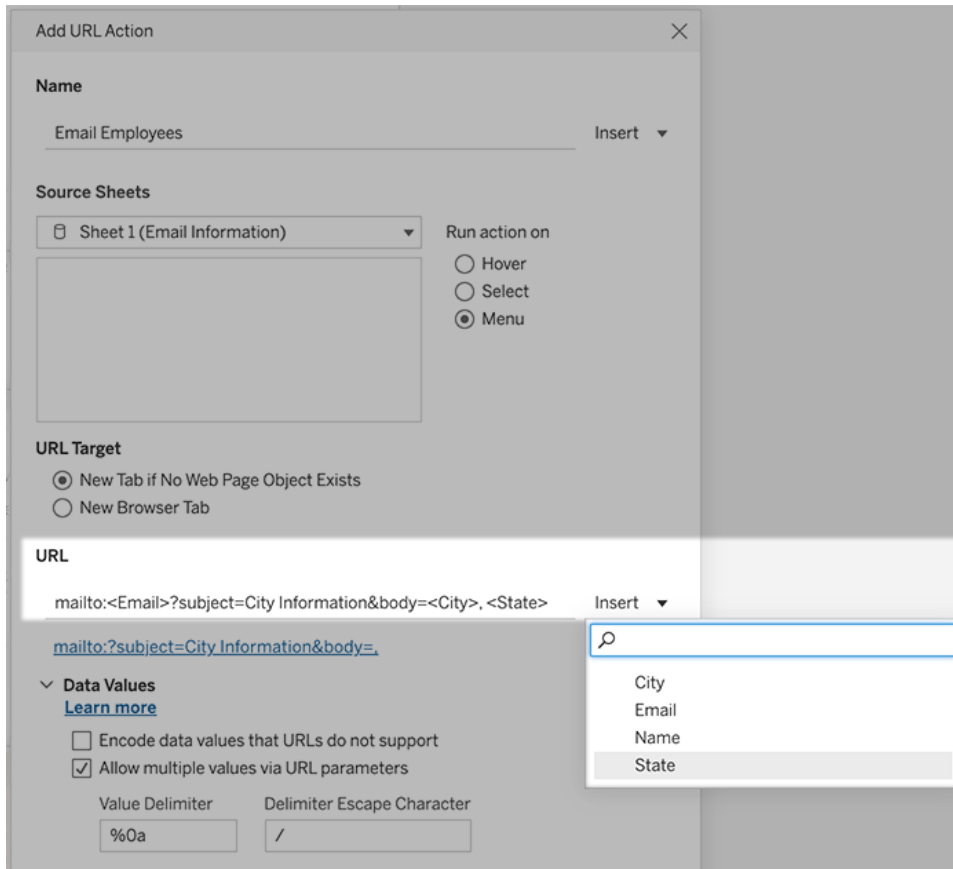 Add URL Action
Name
Email Employees Insert
Source Sheets
Sheet 1 (Email Information)
Run action on
Hover
Select
Menu
URL Target
New Tab if No Web Page Object Exists
New Browser Tab
URL
mailto:<Email>?subject=City Information&body=<City>, <State> Insert
mailto:?subject=City Information&body=,
City
Email
Name
State
Data Values
Learn more
Encode data values that URLs do not support
Allow multiple values via URL parameters
Value Delimiter Delimiter Escape Character
%0a /